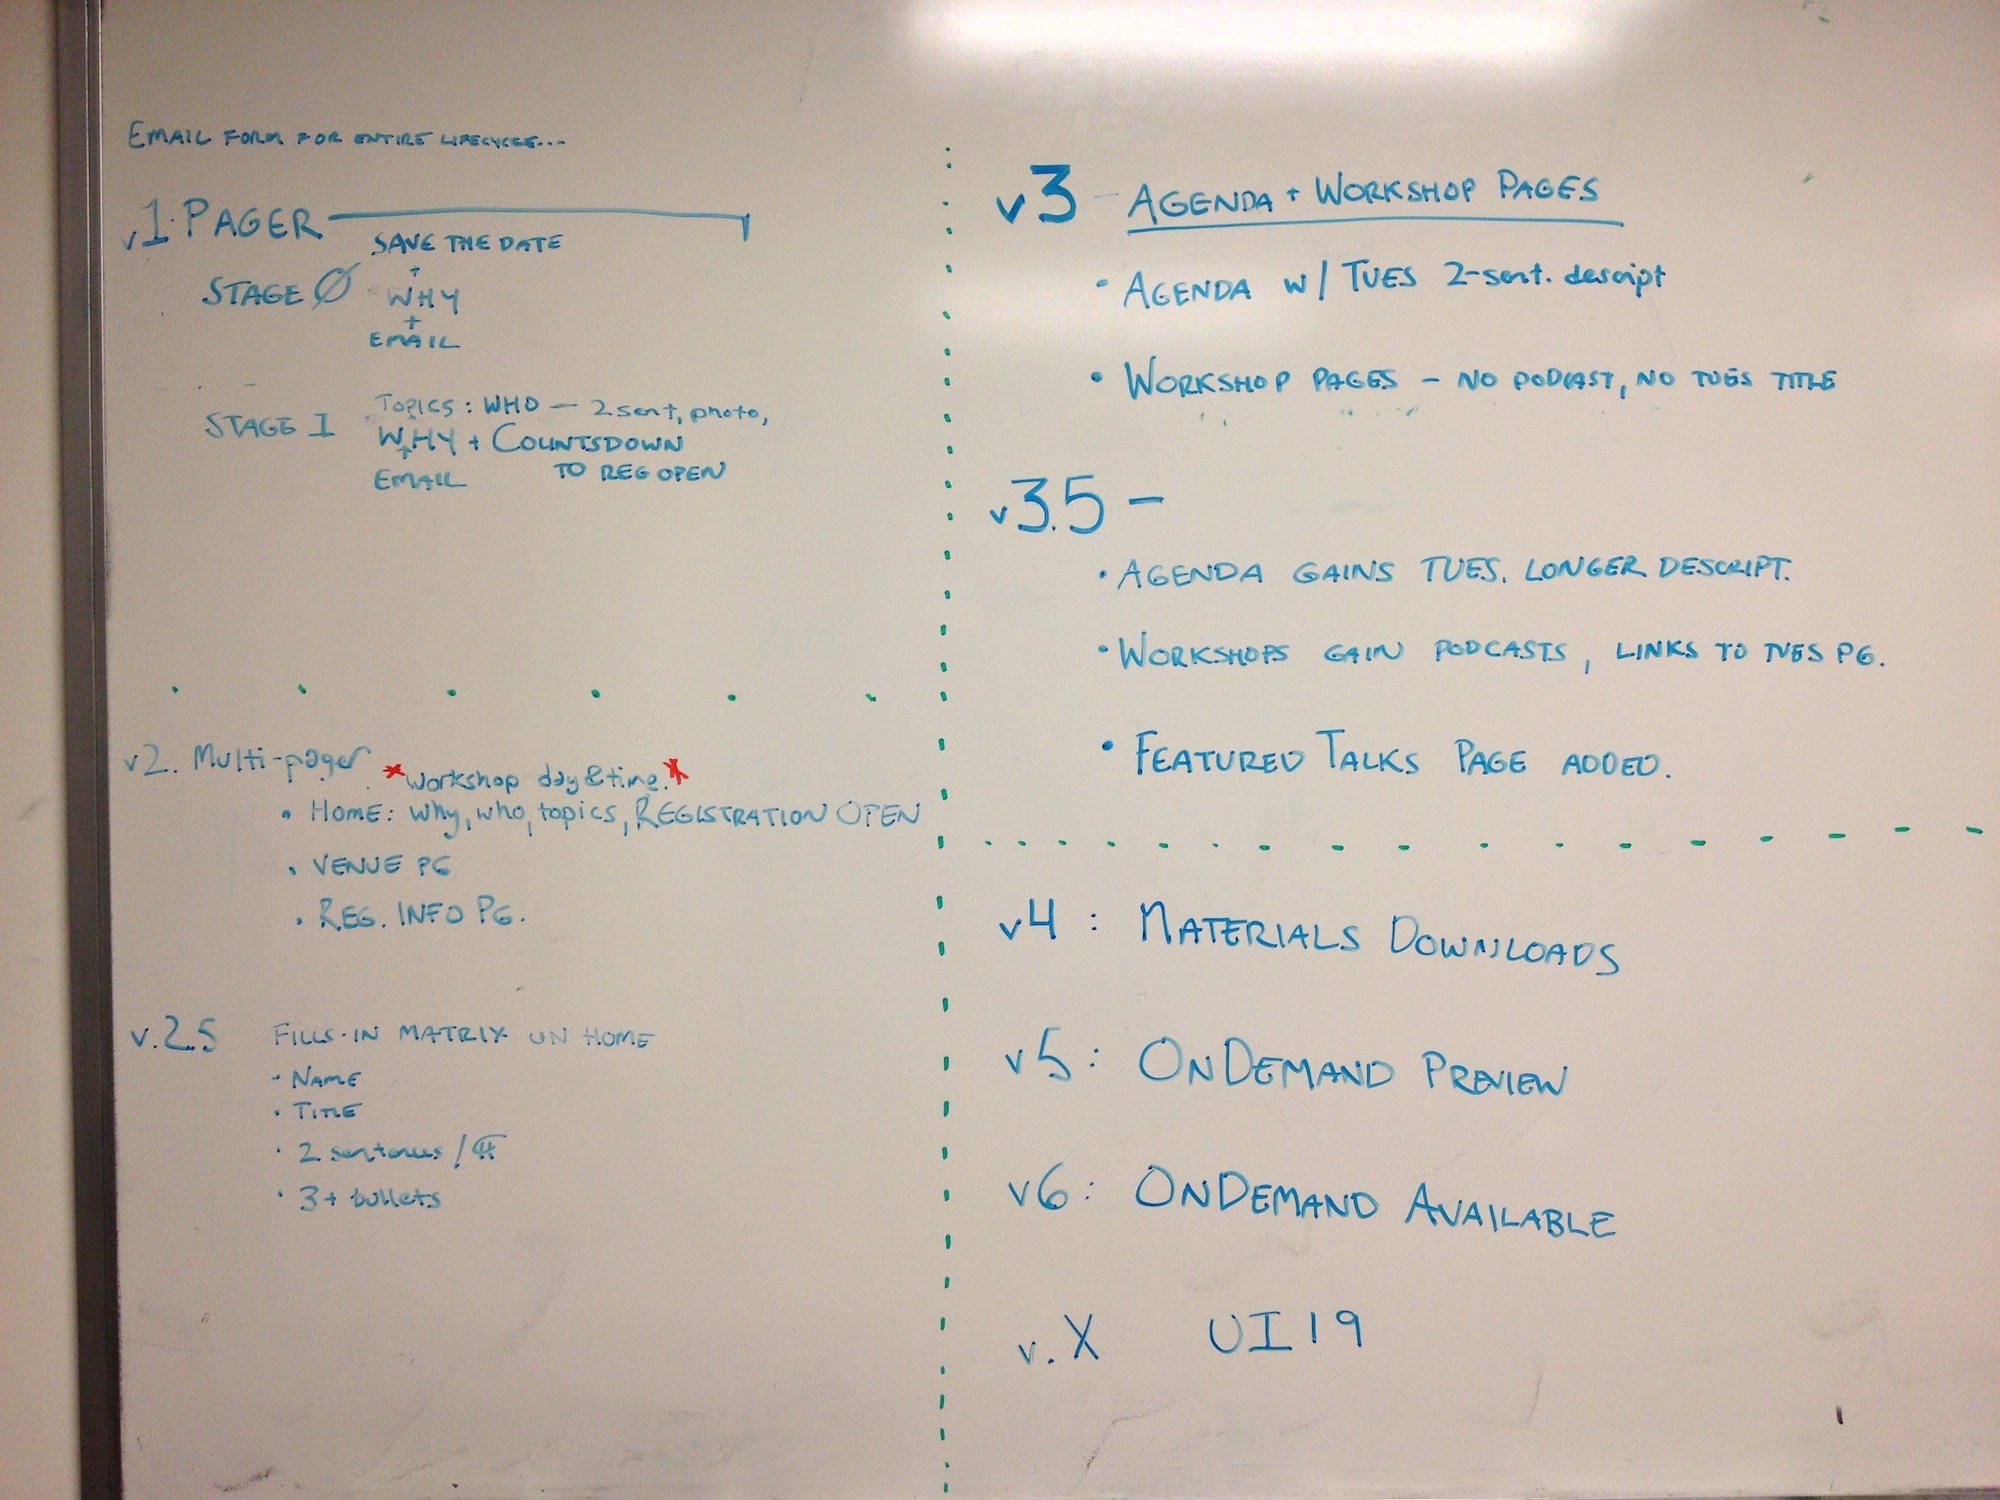 EMAIL FORM FOR ENTIRE LIFECYCLE...
v1. PAGER
SAVE THE DATE
+
STAGE Ø WHY
+
EMAIL
TOPICS: WHO — 2 sent, photo,
STAGE I WHY + COUNTSDOWN
+
EMAIL TO REG OPEN
v2. Multi-pager
*workshop day & time.*
• HOME: why, who, topics, REGISTRATION OPEN
• VENUE PG
• REG. INFO PG.
v.2.5 FILLS-IN MATRIX ON HOME
• NAME
• TITLE
• 2 sentences /
• 3+ bullets
v3 - AGENDA + WORKSHOP PAGES
• AGENDA W/ TUES 2-sent. descript
• WORKSHOP PAGES - NO PODCAST, NO TUES TITLE
v3.5 -
• AGENDA GAINS TUES. LONGER DESCRIPT.
• WORKSHOPS GAIN PODCASTS, LINKS TO TUES PG.
• FEATURED TALKS PAGE ADDED.
v4: MATERIALS DOWNLOADS
v5: ONDEMAND PREVIEW
v6: ONDEMAND AVAILABLE
v.X UI19